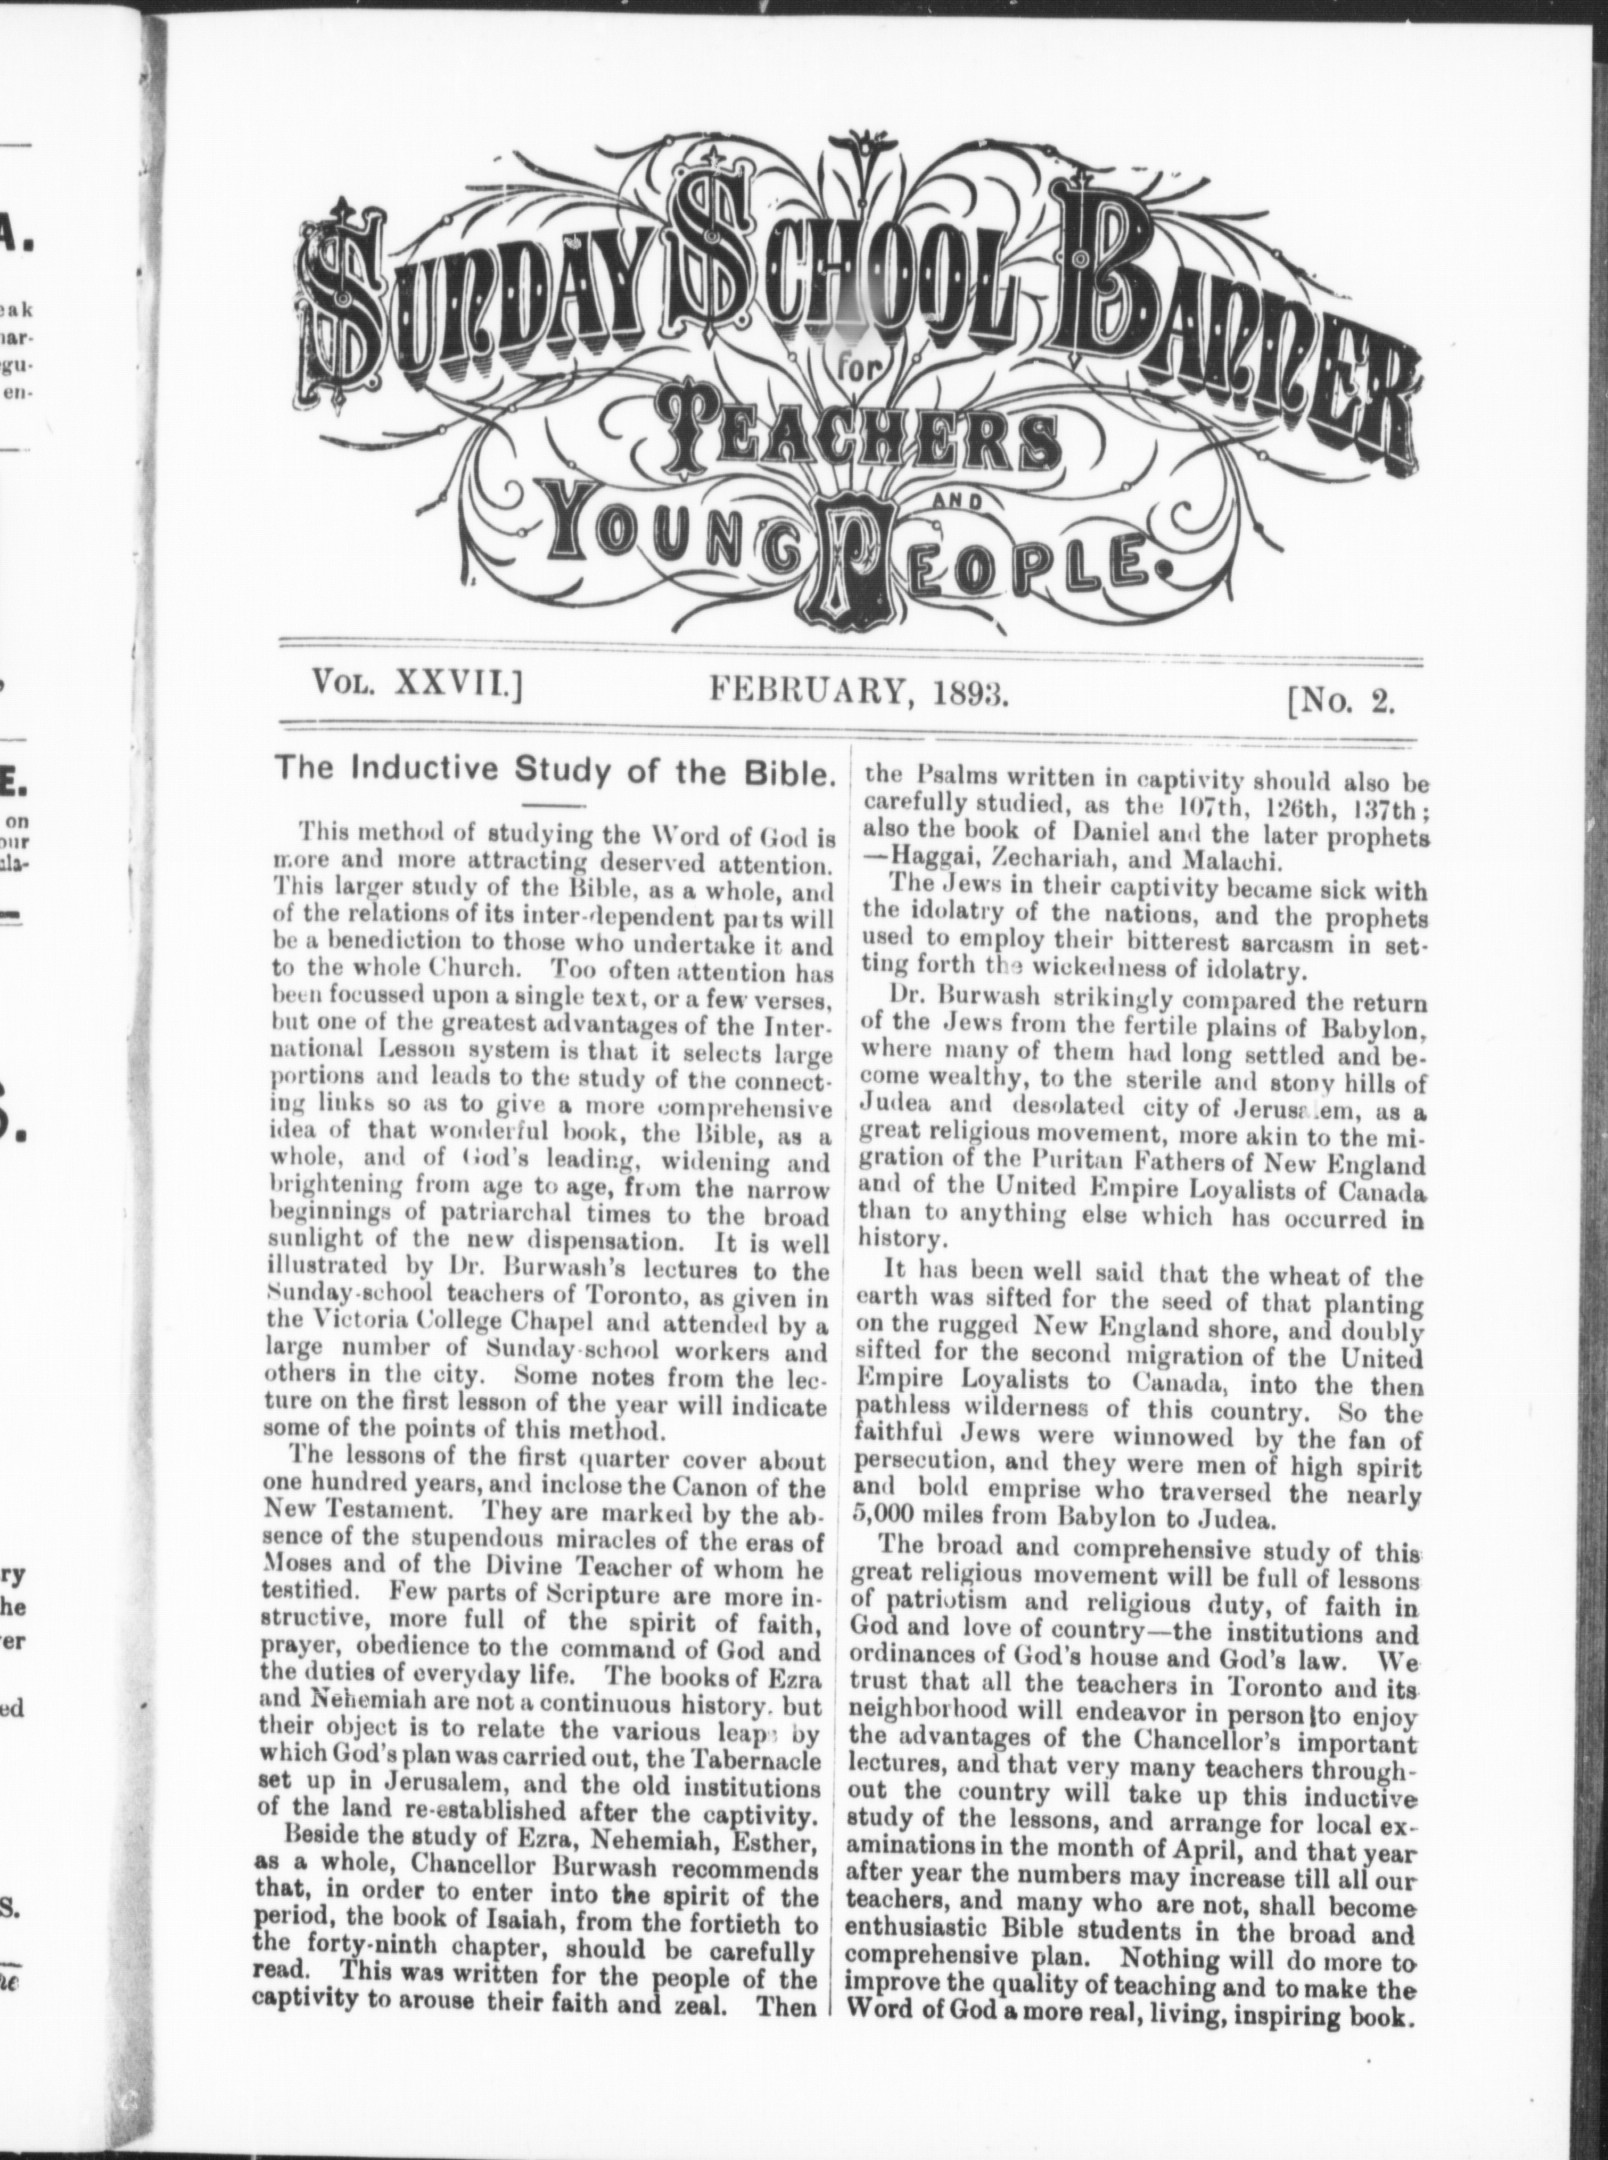 A.
eak
har-
egu-
en-
E.
on
our
ula-
S.
ry
he
er
ed
S.
SUNDAY SCHOOL BANNER
for
TEACHERS
AND
YOUNG PEOPLE.
VOL. XXVII.] FEBRUARY, 1893. [No. 2.
The Inductive Study of the Bible.
This method of studying the Word of God is
more and more attracting deserved attention.
This larger study of the Bible, as a whole, and
of the relations of its inter-dependent parts will
be a benediction to those who undertake it and
to the whole Church. Too often attention has
been focussed upon a single text, or a few verses,
but one of the greatest advantages of the Inter-
national Lesson system is that it selects large
portions and leads to the study of the connect-
ing links so as to give a more comprehensive
idea of that wonderful book, the Bible, as a
whole, and of God's leading, widening and
brightening from age to age, from the narrow
beginnings of patriarchal times to the broad
sunlight of the new dispensation. It is well
illustrated by Dr. Burwash's lectures to the
Sunday-school teachers of Toronto, as given in
the Victoria College Chapel and attended by a
large number of Sunday-school workers and
others in the city. Some notes from the lec-
ture on the first lesson of the year will indicate
some of the points of this method.
The lessons of the first quarter cover about
one hundred years, and inclose the Canon of the
New Testament. They are marked by the ab-
sence of the stupendous miracles of the eras of
Moses and of the Divine Teacher of whom he
testified. Few parts of Scripture are more in-
structive, more full of the spirit of faith,
prayer, obedience to the command of God and
the duties of everyday life. The books of Ezra
and Nehemiah are not a continuous history, but
their object is to relate the various leaps by
which God's plan was carried out, the Tabernacle
set up in Jerusalem, and the old institutions
of the land re-established after the captivity.
Beside the study of Ezra, Nehemiah, Esther,
as a whole, Chancellor Burwash recommends
that, in order to enter into the spirit of the
period, the book of Isaiah, from the fortieth to
the forty-ninth chapter, should be carefully
read. This was written for the people of the
captivity to arouse their faith and zeal. Then
the Psalms written in captivity should also be
carefully studied, as the 107th, 126th, 137th;
also the book of Daniel and the later prophets
—Haggai, Zechariah, and Malachi.
The Jews in their captivity became sick with
the idolatry of the nations, and the prophets
used to employ their bitterest sarcasm in set-
ting forth the wickedness of idolatry.
Dr. Burwash strikingly compared the return
of the Jews from the fertile plains of Babylon,
where many of them had long settled and be-
come wealthy, to the sterile and stony hills of
Judea and desolated city of Jerusalem, as a
great religious movement, more akin to the mi-
gration of the Puritan Fathers of New England
and of the United Empire Loyalists of Canada
than to anything else which has occurred in
history.
It has been well said that the wheat of the
earth was sifted for the seed of that planting
on the rugged New England shore, and doubly
sifted for the second migration of the United
Empire Loyalists to Canada, into the then
pathless wilderness of this country. So the
faithful Jews were winnowed by the fan of
persecution, and they were men of high spirit
and bold emprise who traversed the nearly
5,000 miles from Babylon to Judea.
The broad and comprehensive study of this
great religious movement will be full of lessons
of patriotism and religious duty, of faith in
God and love of country—the institutions and
ordinances of God's house and God's law. We
trust that all the teachers in Toronto and its
neighborhood will endeavor in person to enjoy
the advantages of the Chancellor's important
lectures, and that very many teachers through-
out the country will take up this inductive
study of the lessons, and arrange for local ex-
aminations in the month of April, and that year
after year the numbers may increase till all our
teachers, and many who are not, shall become
enthusiastic Bible students in the broad and
comprehensive plan. Nothing will do more to
improve the quality of teaching and to make the
Word of God a more real, living, inspiring book.